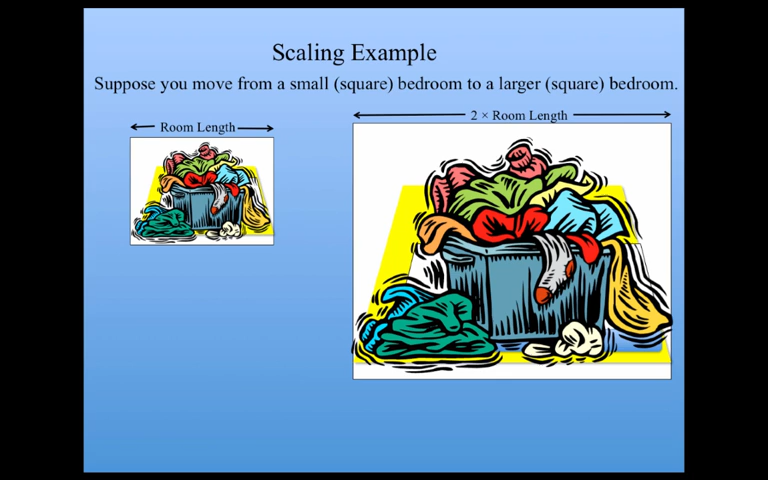 Scaling Example
Suppose you move from a small (square) bedroom to a larger (square) bedroom.
2 × Room Length
Room Length